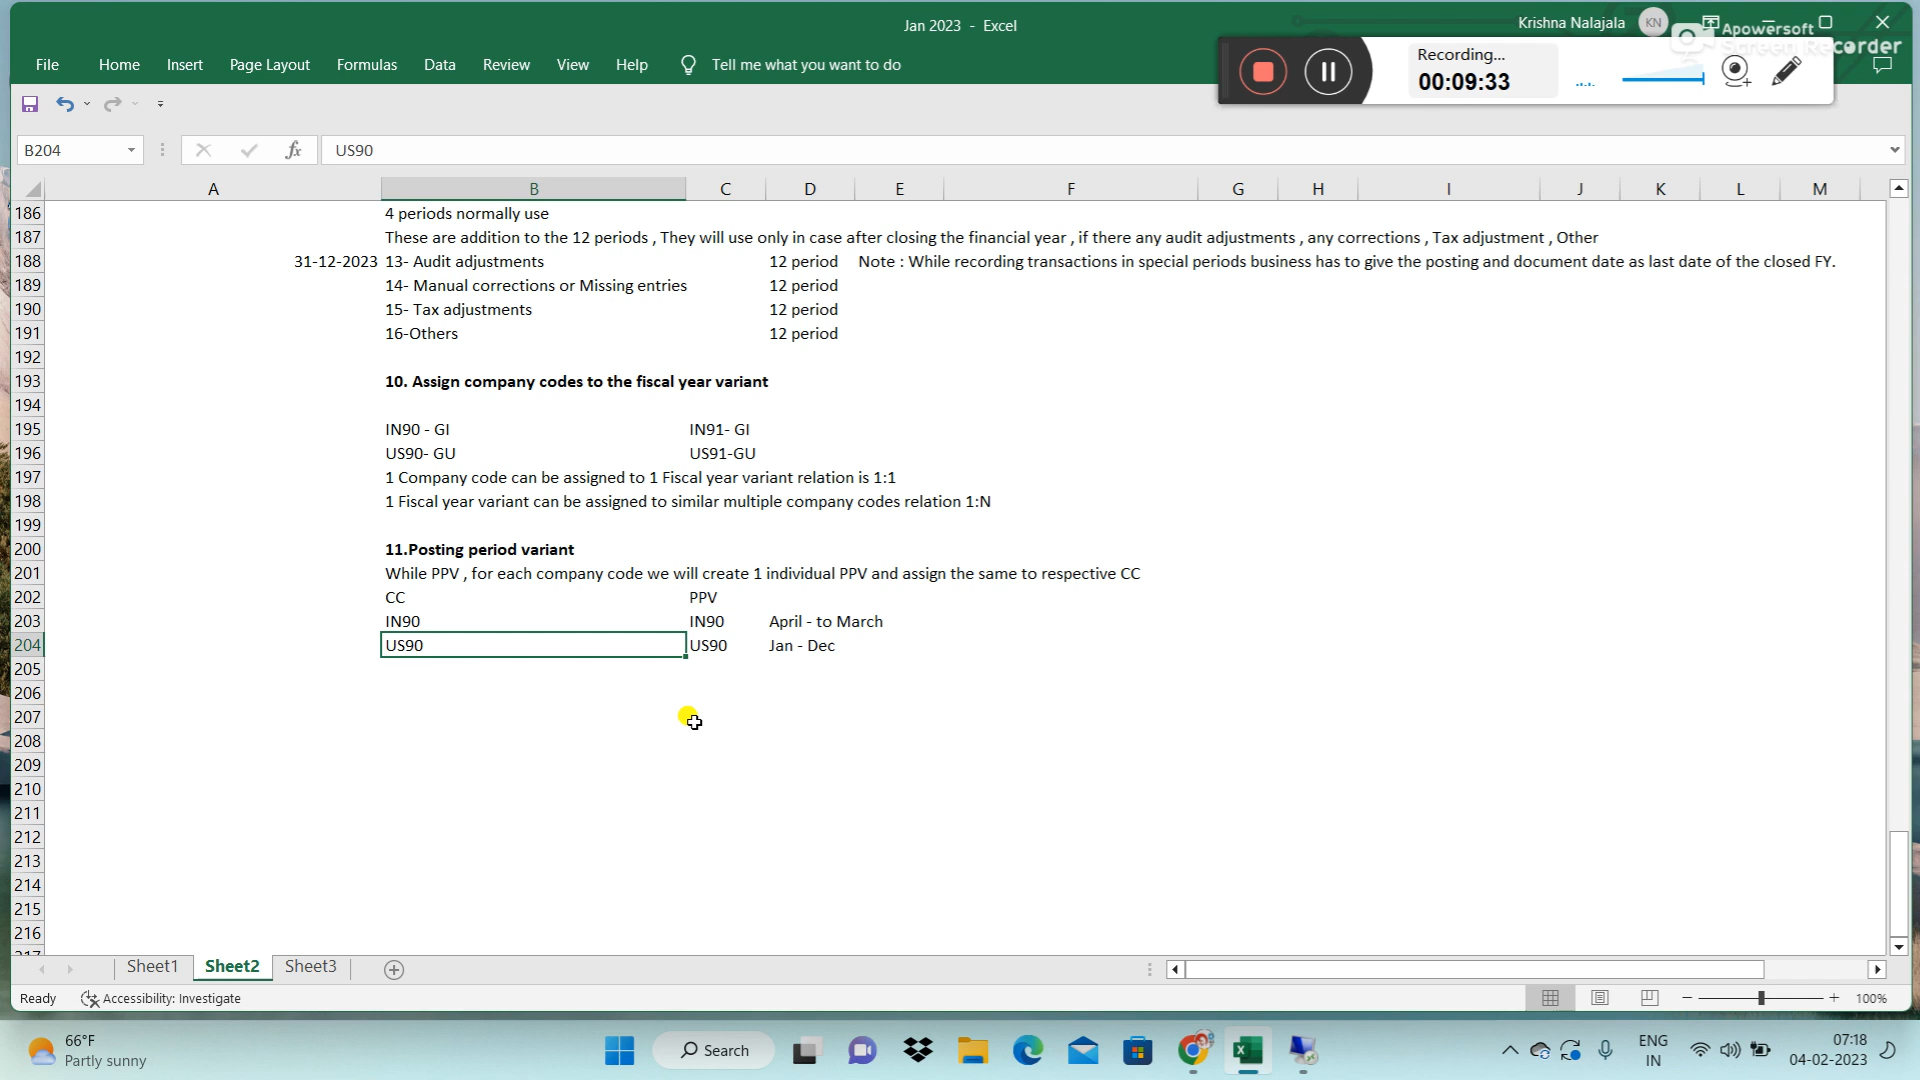 Jan 2023 - Excel
Krishna Nalajala
KN
Apowersoft
Screen Recorder
File Home Insert Page Layout Formulas Data Review View Help Tell me what you want to do
Recording...
00:09:33
B204
fx
US90
A B C D E F G H I J K L M
186 4 periods normally use
187 These are addition to the 12 periods , They will use only in case after closing the financial year , if there any audit adjustments , any corrections , Tax adjustment , Other
188 31-12-2023 13- Audit adjustments 12 period Note : While recording transactions in special periods business has to give the posting and document date as last date of the closed FY.
189 14- Manual corrections or Missing entries 12 period
190 15- Tax adjustments 12 period
191 16-Others 12 period
192
193 10. Assign company codes to the fiscal year variant
194
195 IN90 - GI IN91- GI
196 US90- GU US91-GU
197 1 Company code can be assigned to 1 Fiscal year variant relation is 1:1
198 1 Fiscal year variant can be assigned to similar multiple company codes relation 1:N
199
200 11.Posting period variant
201 While PPV , for each company code we will create 1 individual PPV and assign the same to respective CC
202 CC PPV
203 IN90 IN90 April - to March
204 US90 US90 Jan - Dec
205
206
207
208
209
210
211
212
213
214
215
216
217
Sheet1 Sheet2 Sheet3
Ready Accessibility: Investigate 100%
66°F
Partly sunny
Search
ENG
IN
07:18
04-02-2023